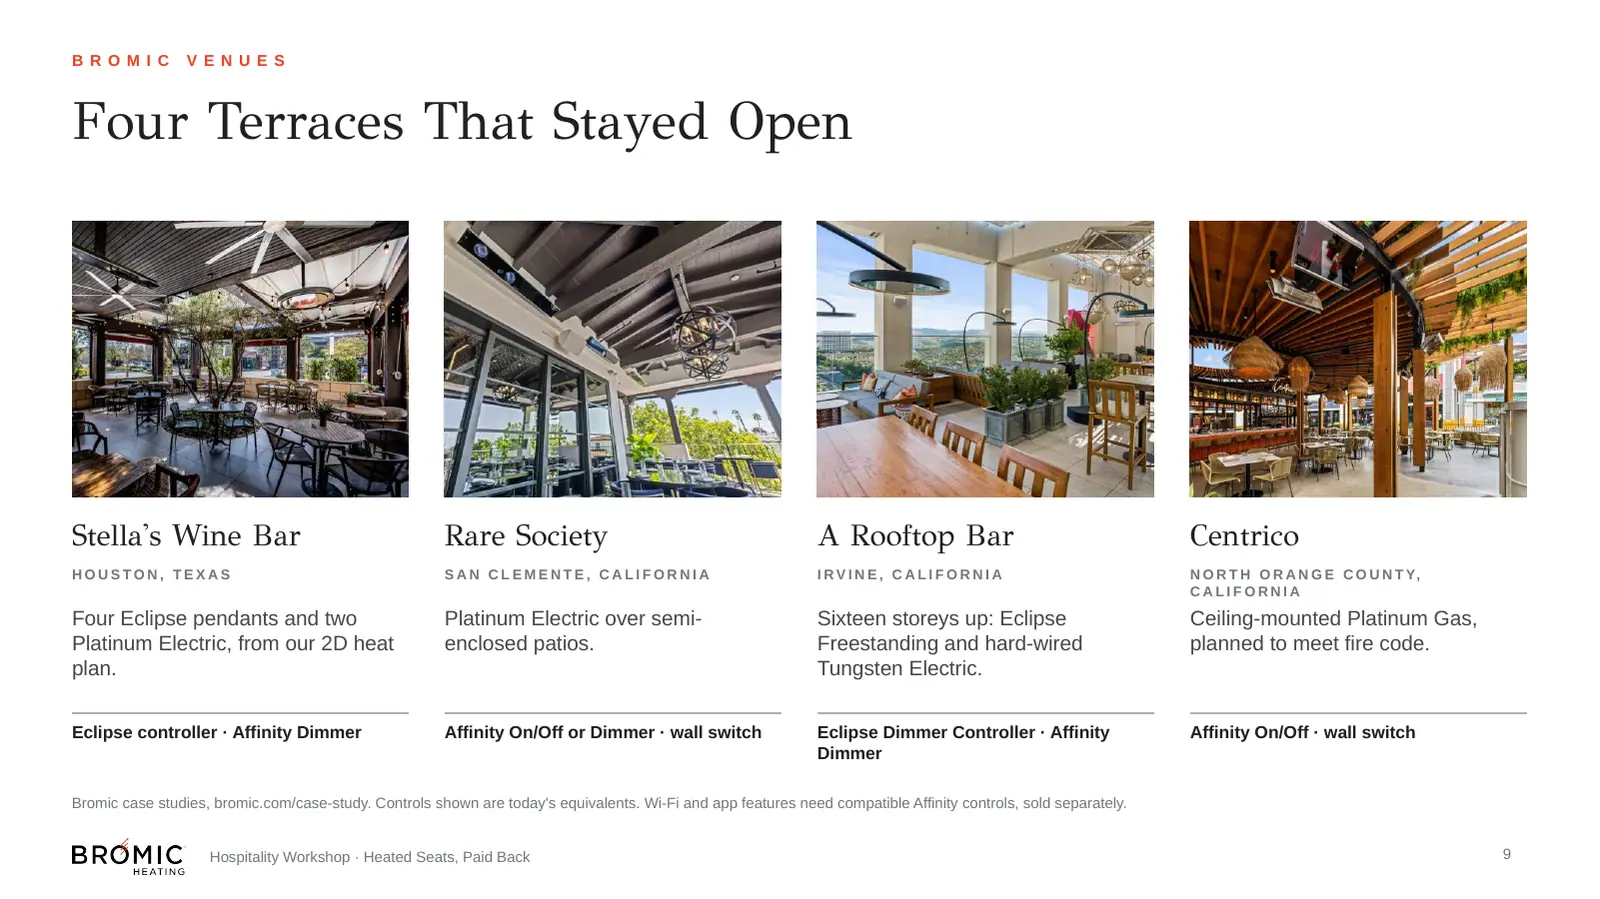 BROMIC VENUES
Four Terraces That Stayed Open
Stella's Wine Bar
HOUSTON, TEXAS
Four Eclipse pendants and two
Platinum Electric, from our 2D heat
plan.
Eclipse controller · Affinity Dimmer
Rare Society
SAN CLEMENTE, CALIFORNIA
Platinum Electric over semi-
enclosed patios.
Affinity On/Off or Dimmer · wall switch
A Rooftop Bar
IRVINE, CALIFORNIA
Sixteen storeys up: Eclipse
Freestanding and hard-wired
Tungsten Electric.
Eclipse Dimmer Controller · Affinity
Dimmer
Centrico
Centrico
NORTH ORANGE COUNTY,
CALIFORNIA
Ceiling-mounted Platinum Gas,
planned to meet fire code.
Affinity On/Off · wall switch
Bromic case studies, bromic.com/case-study. Controls shown are today's equivalents. Wi-Fi and app features need compatible Affinity controls, sold separately.
BROMIC
HEATING
Hospitality Workshop · Heated Seats, Paid Back
9